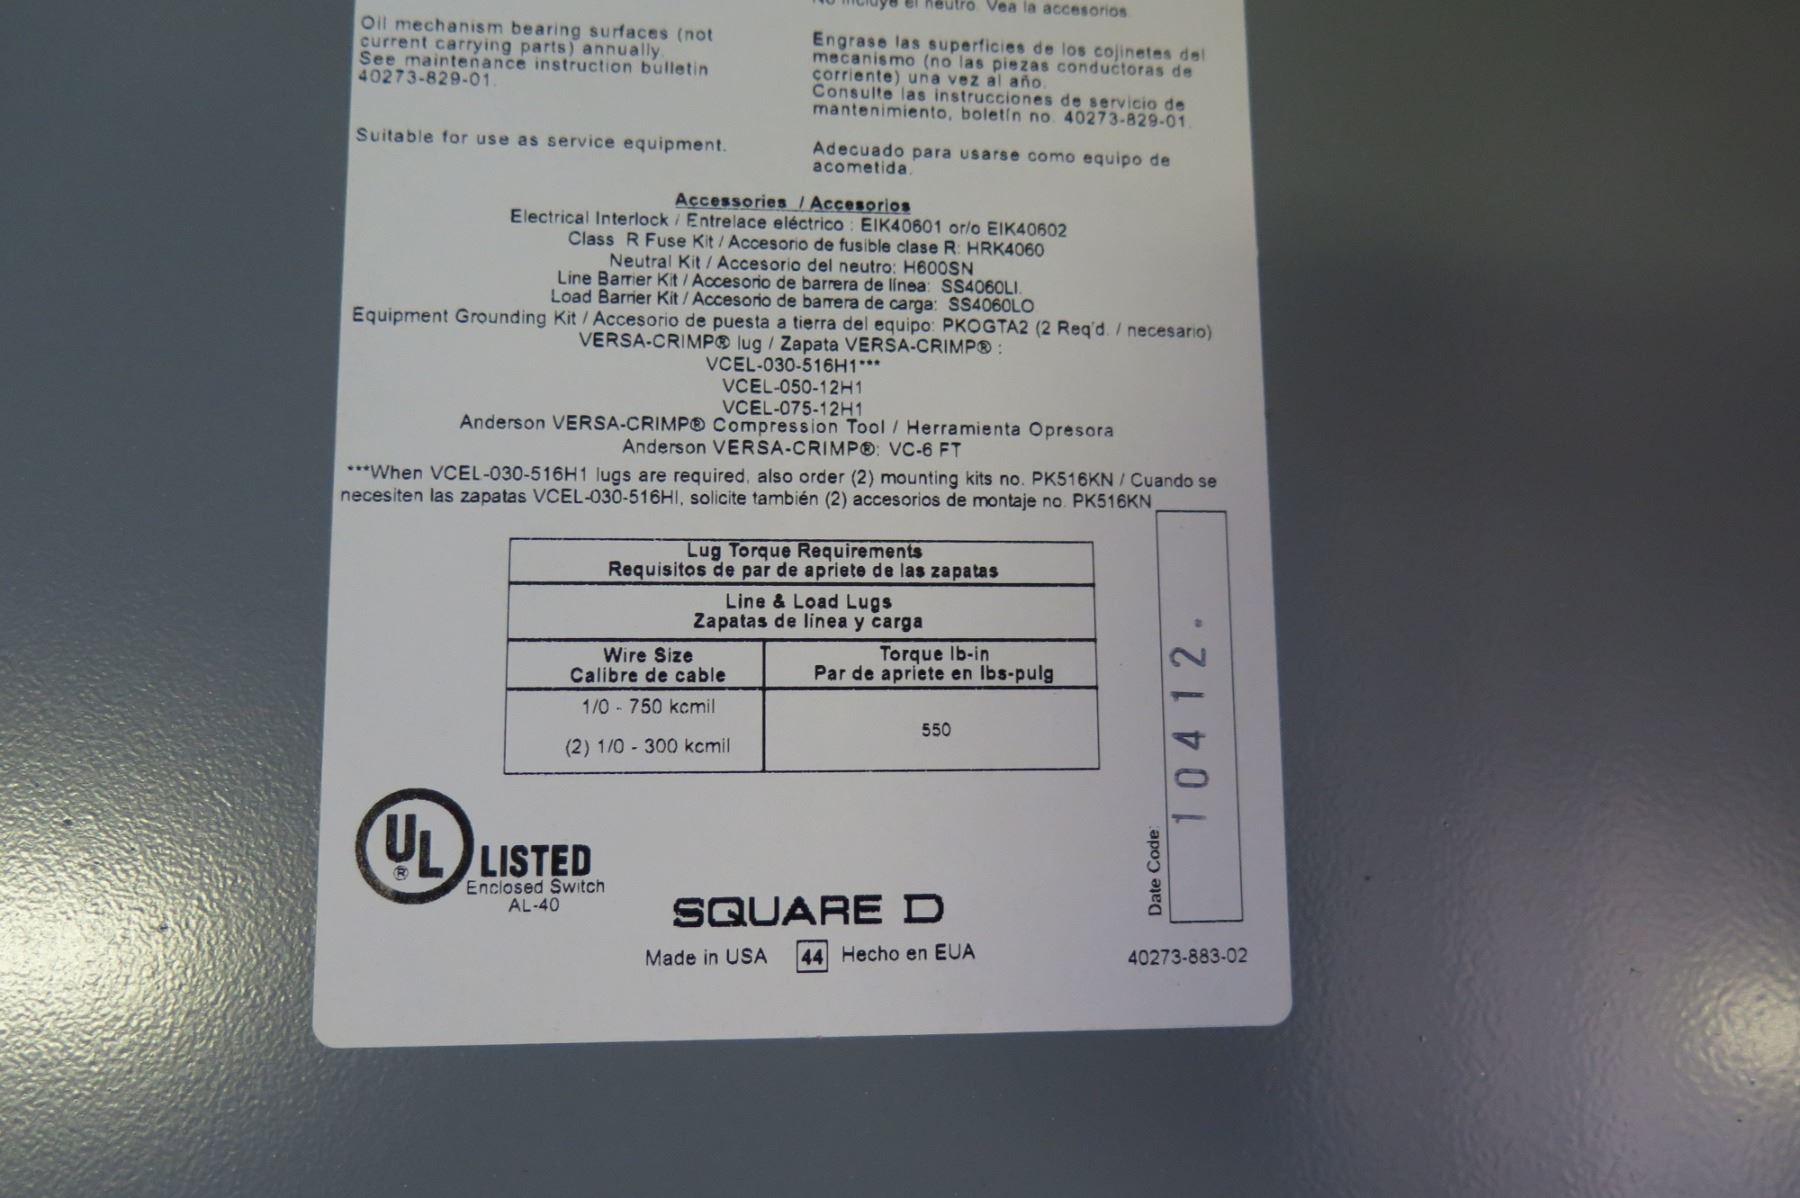 Oil mechanism bearing surfaces (not
current carrying parts) annually.
See maintenance instruction bulletin
40273-829-01.
Suitable for use as service equipment.
No incluye el neutro. Vea la accesorios.
Engrase las superficies de los cojinetes del
mecanismo (no las piezas conductoras de
corriente) una vez al año.
Consulte las instrucciones de servicio de
mantenimiento, boletín no. 40273-829-01.
Adecuado para usarse como equipo de
acometida.
Accessories / Accesorios
Electrical Interlock / Entrelace eléctrico : EIK40601 or/o EIK40602
Class R Fuse Kit / Accesorio de fusible clase R: HRK4060
Neutral Kit / Accesorio del neutro: H600SN
Line Barrier Kit / Accesorio de barrera de línea: SS4060LI.
Load Barrier Kit / Accesorio de barrera de carga: SS4060LO
Equipment Grounding Kit / Accesorio de puesta a tierra del equipo: PKOGTA2 (2 Req'd. / necesario)
VERSA-CRIMP® lug / Zapata VERSA-CRIMP® :
VCEL-030-516H1***
VCEL-050-12H1
VCEL-075-12H1
Anderson VERSA-CRIMP® Compression Tool / Herramienta Opresora
Anderson VERSA-CRIMP®: VC-6 FT
***When VCEL-030-516H1 lugs are required, also order (2) mounting kits no. PK516KN / Cuando se
necesiten las zapatas VCEL-030-516HI, solicite también (2) accesorios de montaje no. PK516KN
Lug Torque Requirements
Requisitos de par de apriete de las zapatas
Line & Load Lugs
Zapatas de línea y carga
Wire Size
Calibre de cable
Torque lb-in
Par de apriete en lbs-pulg
1/0 - 750 kcmil
(2) 1/0 - 300 kcmil
550
Date Code:
10412.
UL
® LISTED
Enclosed Switch
AL-40
SQUARE D
Made in USA 44 Hecho en EUA
40273-883-02